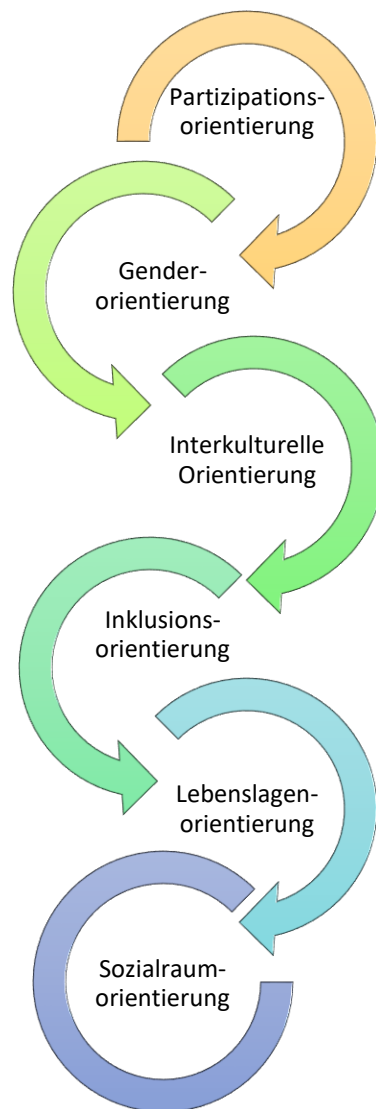 Partizipations-
orientierung
Gender-
orientierung
Interkulturelle
Orientierung
Inklusions-
orientierung
Lebenslagen-
orientierung
Sozialraum-
orientierung